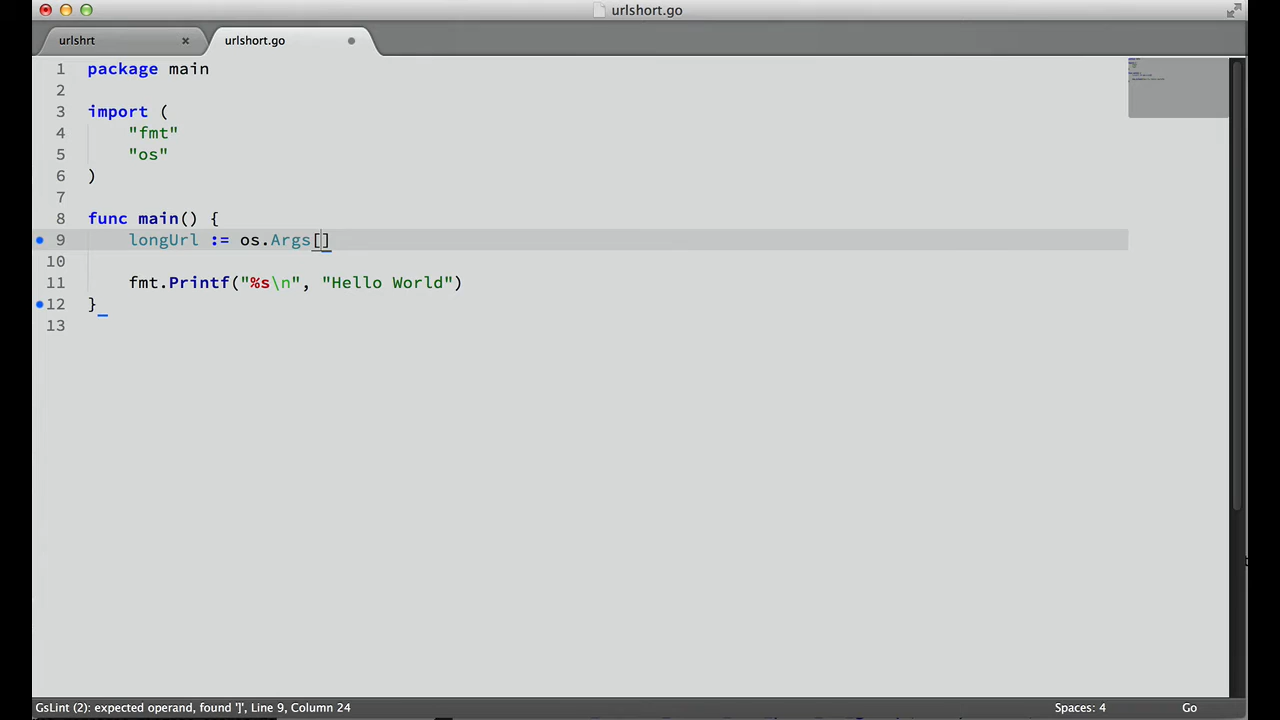 urlshort.go
urlshrt × urlshort.go
1 package main
2
3 import (
4     "fmt"
5     "os"
6 )
7
8 func main() {
9     longUrl := os.Args[]
10
11     fmt.Printf("%s\n", "Hello World")
12 }
13
GsLint (2): expected operand, found ']', Line 9, Column 24 Spaces: 4 Go